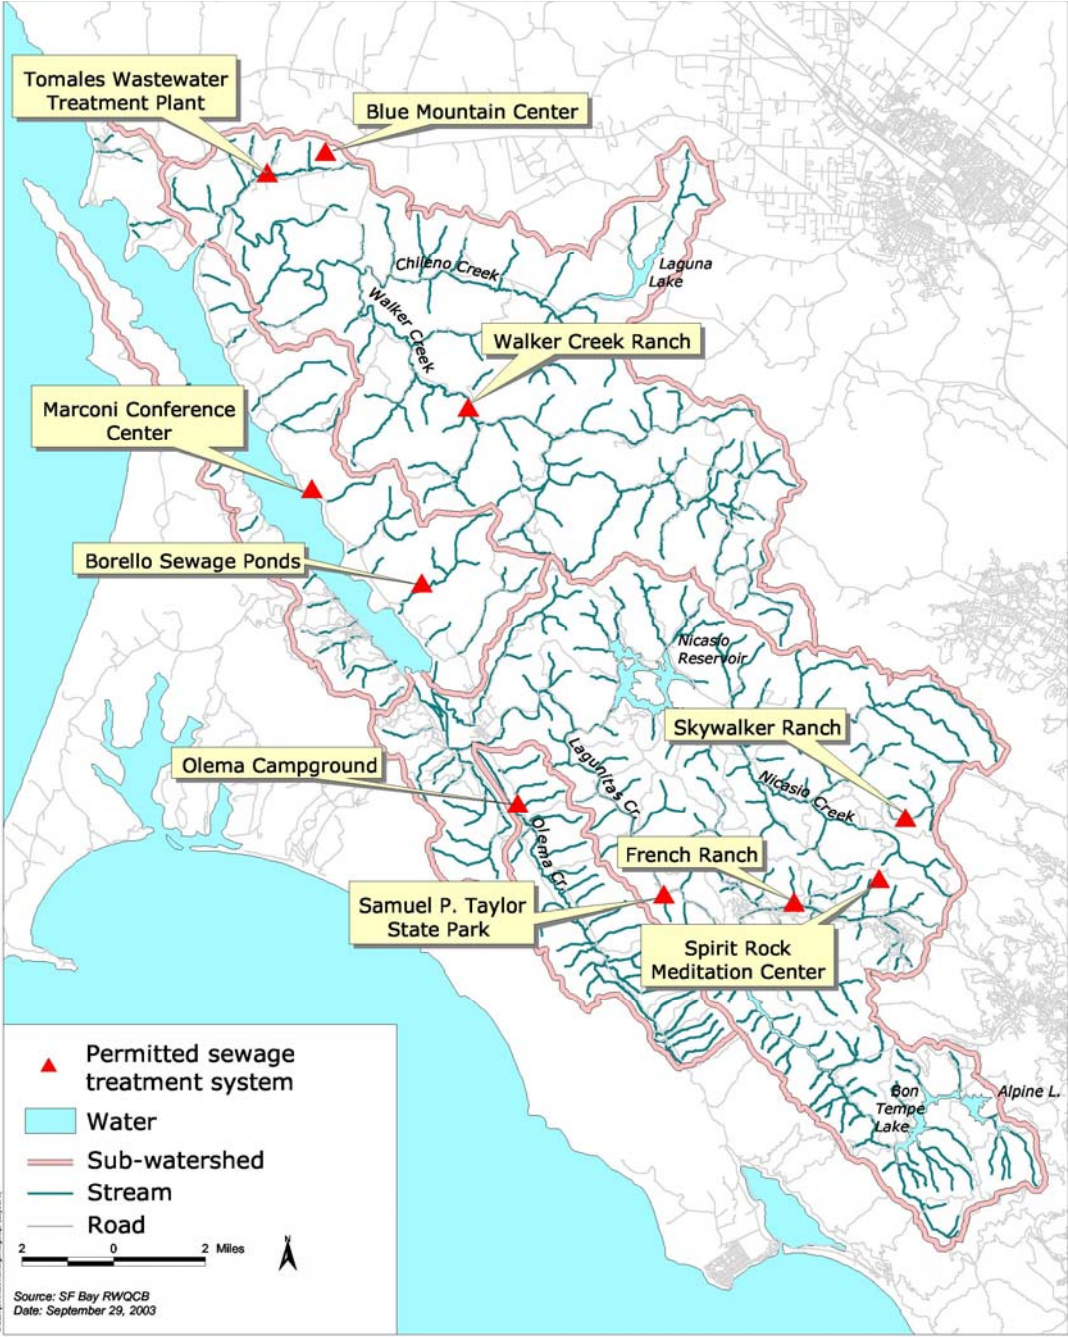 Tomales Wastewater
Treatment Plant
Blue Mountain Center
Chileno Creek
Laguna
Lake
Walker Creek
Walker Creek Ranch
Marconi Conference
Center
Borello Sewage Ponds
Nicasio
Reservoir
Skywalker Ranch
Lagunitas Cr.
Olema Campground
Nicasio Creek
Olema Cr.
French Ranch
Samuel P. Taylor
State Park
Spirit Rock
Meditation Center
Bon
Tempe
Lake
Alpine L.
Permitted sewage
treatment system
Water
Sub-watershed
Stream
Road
2 0 2 Miles
N
Source: SF Bay RWQCB
Date: September 29, 2003